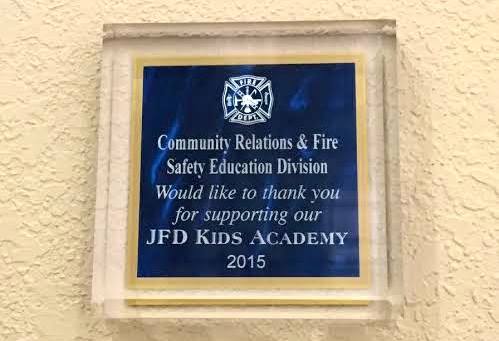 FIRE
DEPT.
Community Relations & Fire
Safety Education Division
Would like to thank you
for supporting our
JFD KIDS ACADEMY
2015